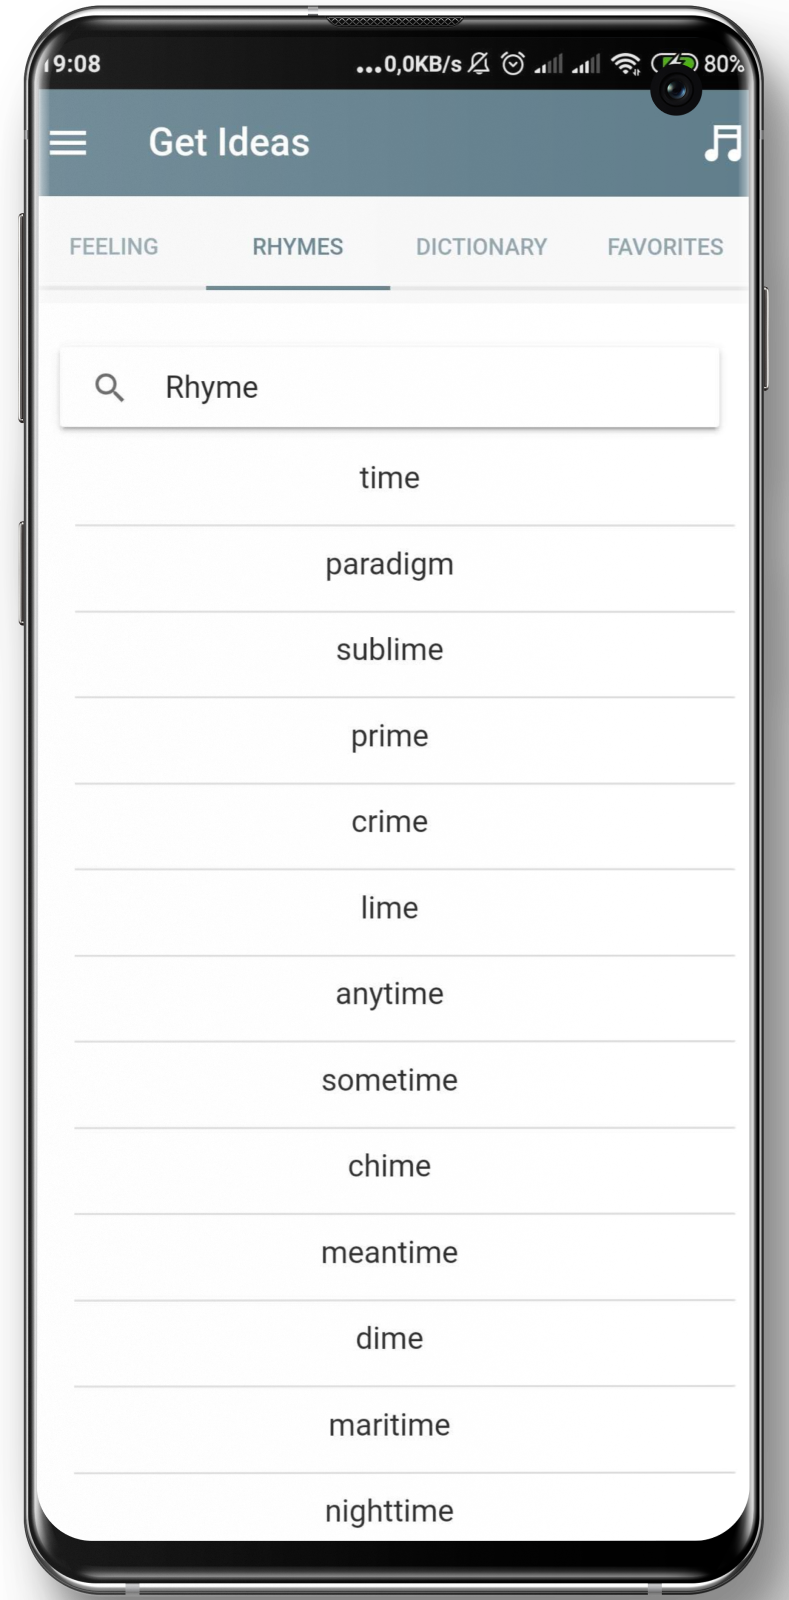 19:08 ...0,0KB/s 80%
Get Ideas
FEELING RHYMES DICTIONARY FAVORITES
Rhyme
time
paradigm
sublime
prime
crime
lime
anytime
sometime
chime
meantime
dime
maritime
nighttime